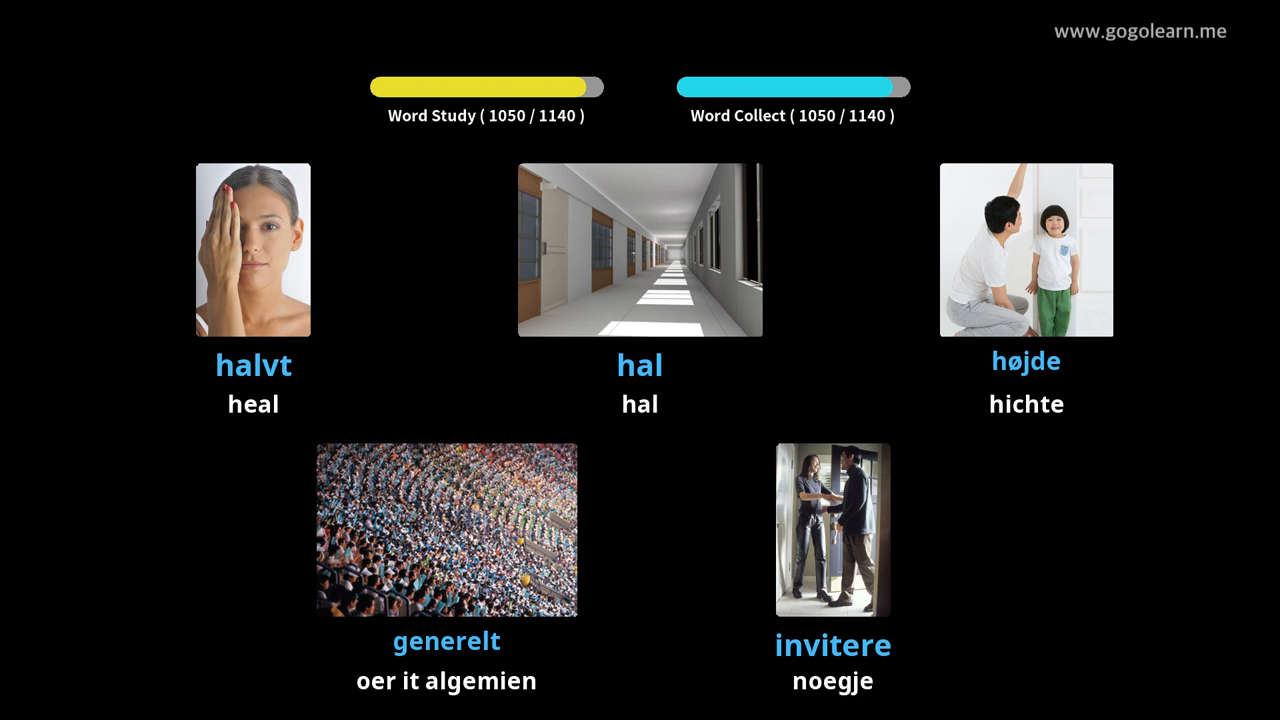 www.gogolearn.me
Word Study ( 1050 / 1140 )
Word Collect ( 1050 / 1140 )
halvt
heal
hal
hal
højde
hichte
generelt
oer it algemien
invitere
noegje